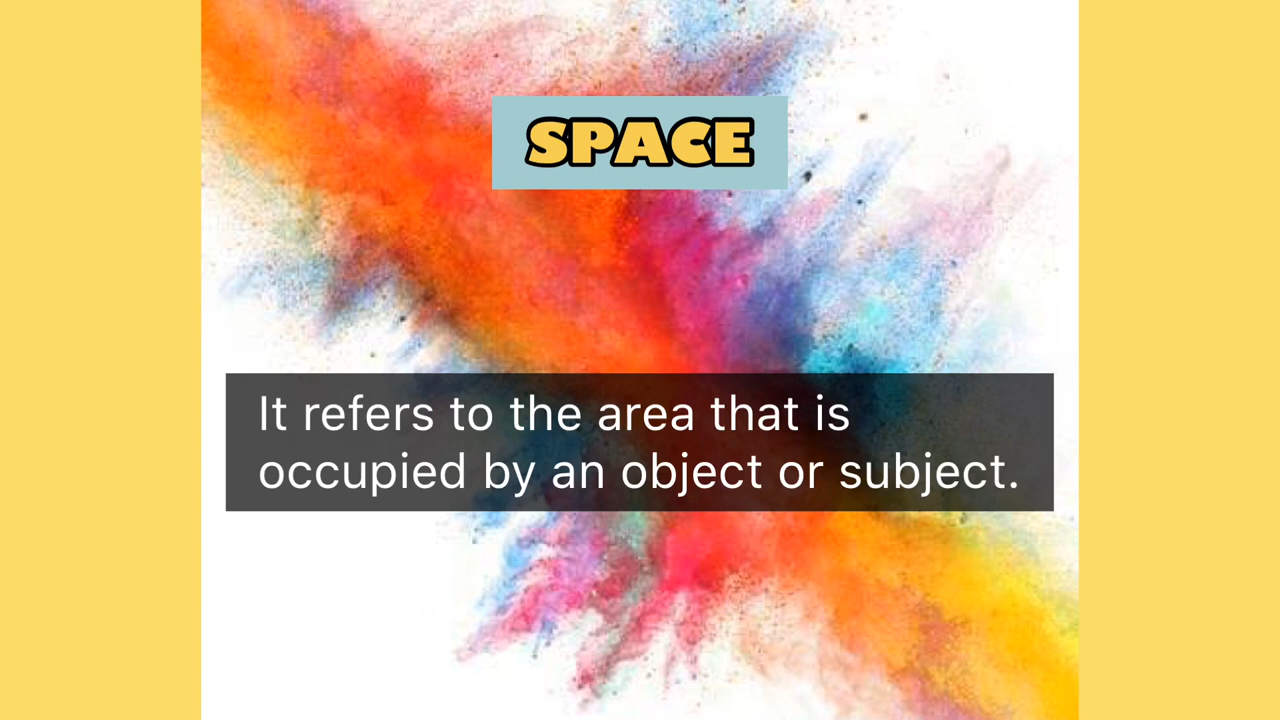 SPACE
It refers to the area that is
occupied by an object or subject.